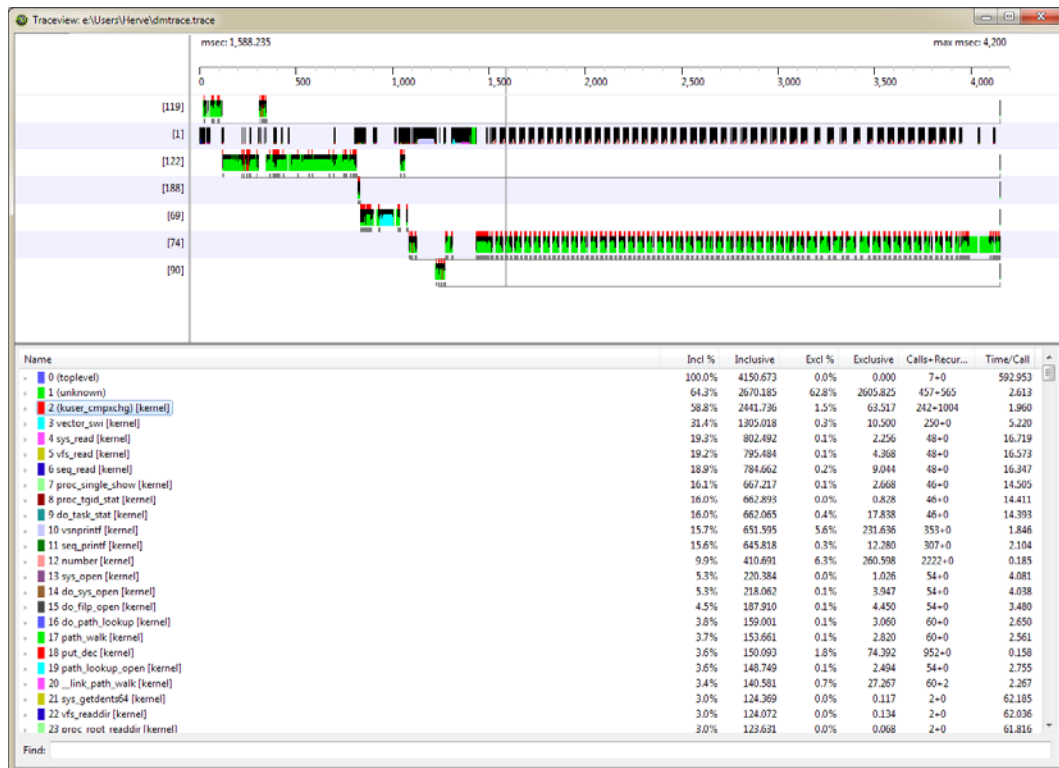 Traceview: e:\Users\Herve\dmtrace.trace
msec: 1,588.235 max msec: 4,200
0 500 1,000 1,500 2,000 2,500 3,000 3,500 4,000
[119]
[1]
[122]
[188]
[69]
[74]
[90]
Name Incl % Inclusive Excl % Exclusive Calls+Recur... Time/Call
0 (toplevel) 100.0% 4150.673 0.0% 0.000 7+0 592.953
1 (unknown) 64.3% 2670.185 62.8% 2605.825 457+565 2.613
2 (kuser_cmpxchg) [kernel] 58.8% 2441.736 1.5% 63.517 242+1004 1.960
3 vector_swi [kernel] 31.4% 1305.018 0.3% 10.500 250+0 5.220
4 sys_read [kernel] 19.3% 802.492 0.1% 2.256 48+0 16.719
5 vfs_read [kernel] 19.2% 795.484 0.1% 4.368 48+0 16.573
6 seq_read [kernel] 18.9% 784.662 0.2% 9.044 48+0 16.347
7 proc_single_show [kernel] 16.1% 667.217 0.1% 2.668 46+0 14.505
8 proc_tgid_stat [kernel] 16.0% 662.893 0.0% 0.828 46+0 14.411
9 do_task_stat [kernel] 16.0% 662.065 0.4% 17.838 46+0 14.393
10 vsnprintf [kernel] 15.7% 651.595 5.6% 231.636 353+0 1.846
11 seq_printf [kernel] 15.6% 645.818 0.3% 12.280 307+0 2.104
12 number [kernel] 9.9% 410.691 6.3% 260.598 2222+0 0.185
13 sys_open [kernel] 5.3% 220.384 0.0% 1.026 54+0 4.081
14 do_sys_open [kernel] 5.3% 218.062 0.1% 3.947 54+0 4.038
15 do_filp_open [kernel] 4.5% 187.910 0.1% 4.450 54+0 3.480
16 do_path_lookup [kernel] 3.8% 159.001 0.1% 3.060 60+0 2.650
17 path_walk [kernel] 3.7% 153.661 0.1% 2.820 60+0 2.561
18 put_dec [kernel] 3.6% 150.093 1.8% 74.392 952+0 0.158
19 path_lookup_open [kernel] 3.6% 148.749 0.1% 2.494 54+0 2.755
20 __link_path_walk [kernel] 3.4% 140.581 0.7% 27.267 60+2 2.267
21 sys_getdents64 [kernel] 3.0% 124.369 0.0% 0.117 2+0 62.185
22 vfs_readdir [kernel] 3.0% 124.072 0.0% 0.134 2+0 62.036
23 proc_root_readdir [kernel] 3.0% 123.631 0.0% 0.068 2+0 61.816
Find: